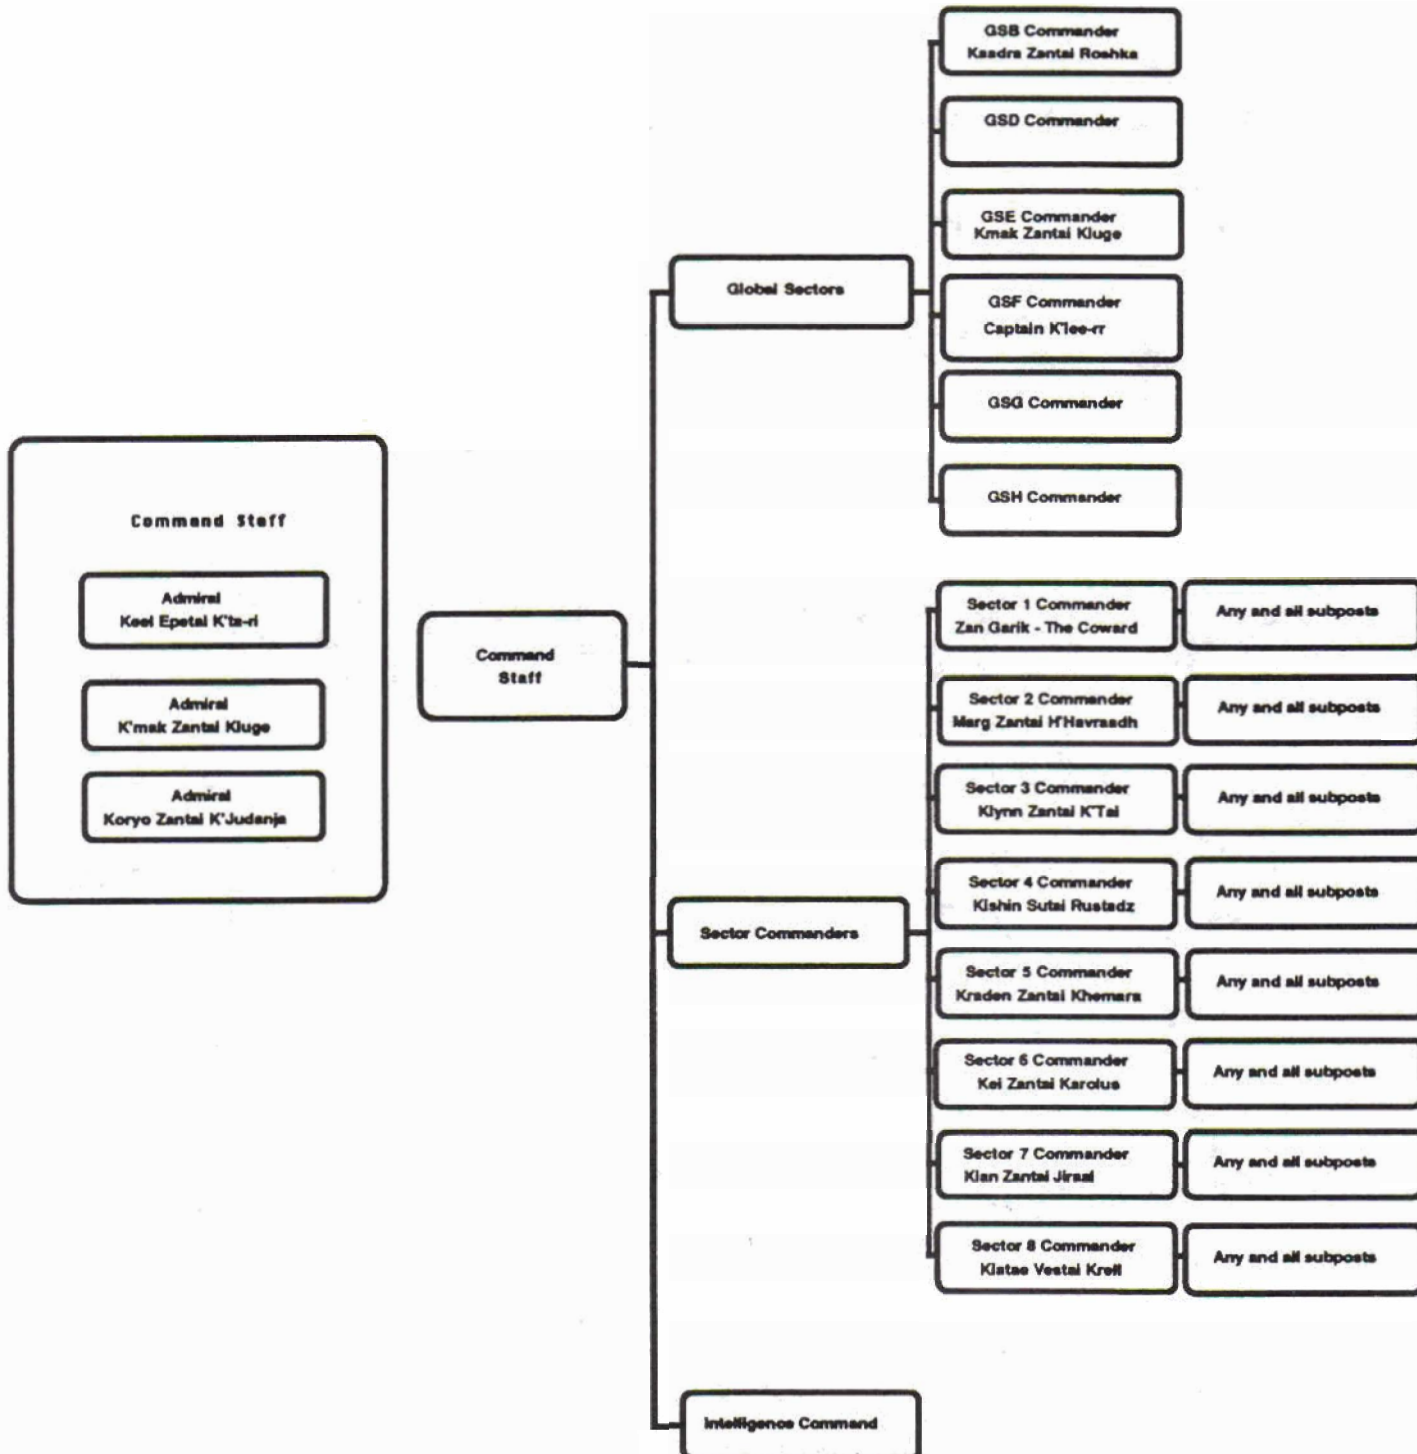 Command Staff
Admiral
Keel Epetai K'ta-ri
Admiral
K'mak Zantai Kluge
Admiral
Koryo Zantai K'Judanja
Command
Staff
Global Sectors
GSB Commander
Kaadra Zantai Roshka
GSD Commander
GSE Commander
Kmak Zantai Kluge
GSF Commander
Captain K'lee-rr
GSG Commander
GSH Commander
Sector Commanders
Sector 1 Commander
Zan Garik - The Coward
Any and all subposts
Sector 2 Commander
Marg Zantai H'Havrasdh
Any and all subposts
Sector 3 Commander
Klynn Zantai K'Tai
Any and all subposts
Sector 4 Commander
Kishin Sutai Rustadz
Any and all subposts
Sector 5 Commander
Kraden Zantai Khemara
Any and all subposts
Sector 6 Commander
Kei Zantai Karolus
Any and all subposts
Sector 7 Commander
Klan Zantai Jiraal
Any and all subposts
Sector 8 Commander
Klatae Vestai Krell
Any and all subposts
Intelligence Command